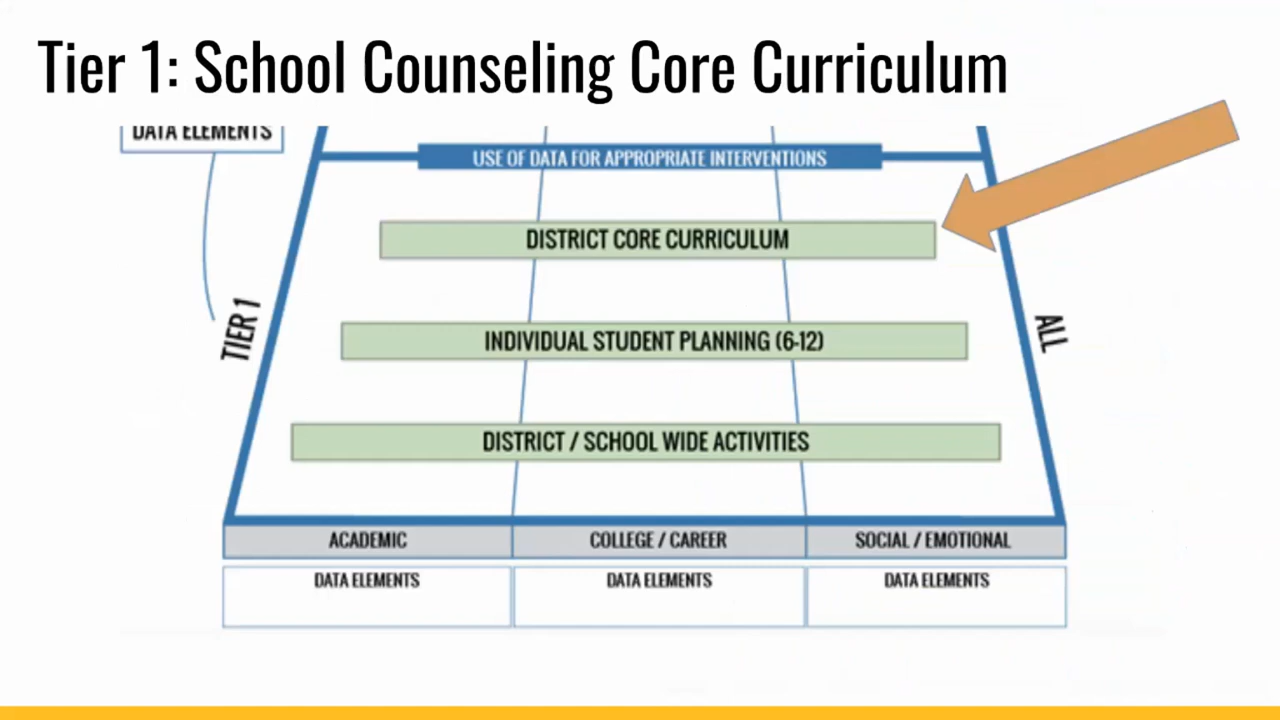 Tier 1: School Counseling Core Curriculum
DATA ELEMENTS
USE OF DATA FOR APPROPRIATE INTERVENTIONS
DISTRICT CORE CURRICULUM
TIER 1
ALL
INDIVIDUAL STUDENT PLANNING (6-12)
DISTRICT / SCHOOL WIDE ACTIVITIES
ACADEMIC
COLLEGE / CAREER
SOCIAL / EMOTIONAL
DATA ELEMENTS
DATA ELEMENTS
DATA ELEMENTS